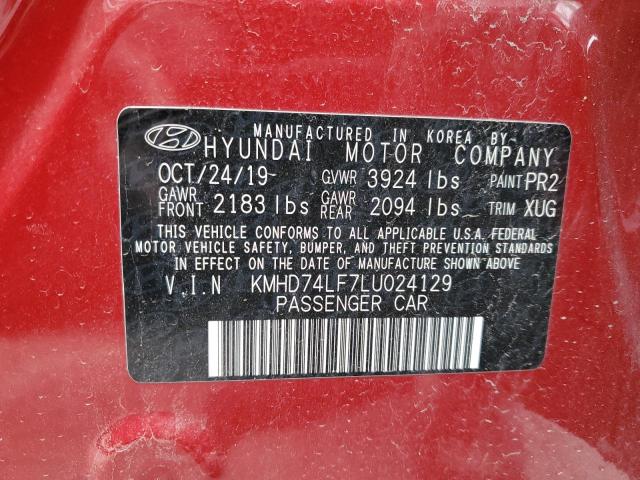 MANUFACTURED IN KOREA BY
HYUNDAI MOTOR COMPANY
OCT/24/19 GVWR 3924 lbs PAINT PR2
GAWR FRONT 2183 lbs GAWR REAR 2094 lbs TRIM XUG
THIS VEHICLE CONFORMS TO ALL APPLICABLE U.S.A. FEDERAL
MOTOR VEHICLE SAFETY, BUMPER, AND THEFT PREVENTION STANDARDS
IN EFFECT ON THE DATE OF MANUFACTURE SHOWN ABOVE.
V.I.N KMHD74LF7LU024129
PASSENGER CAR